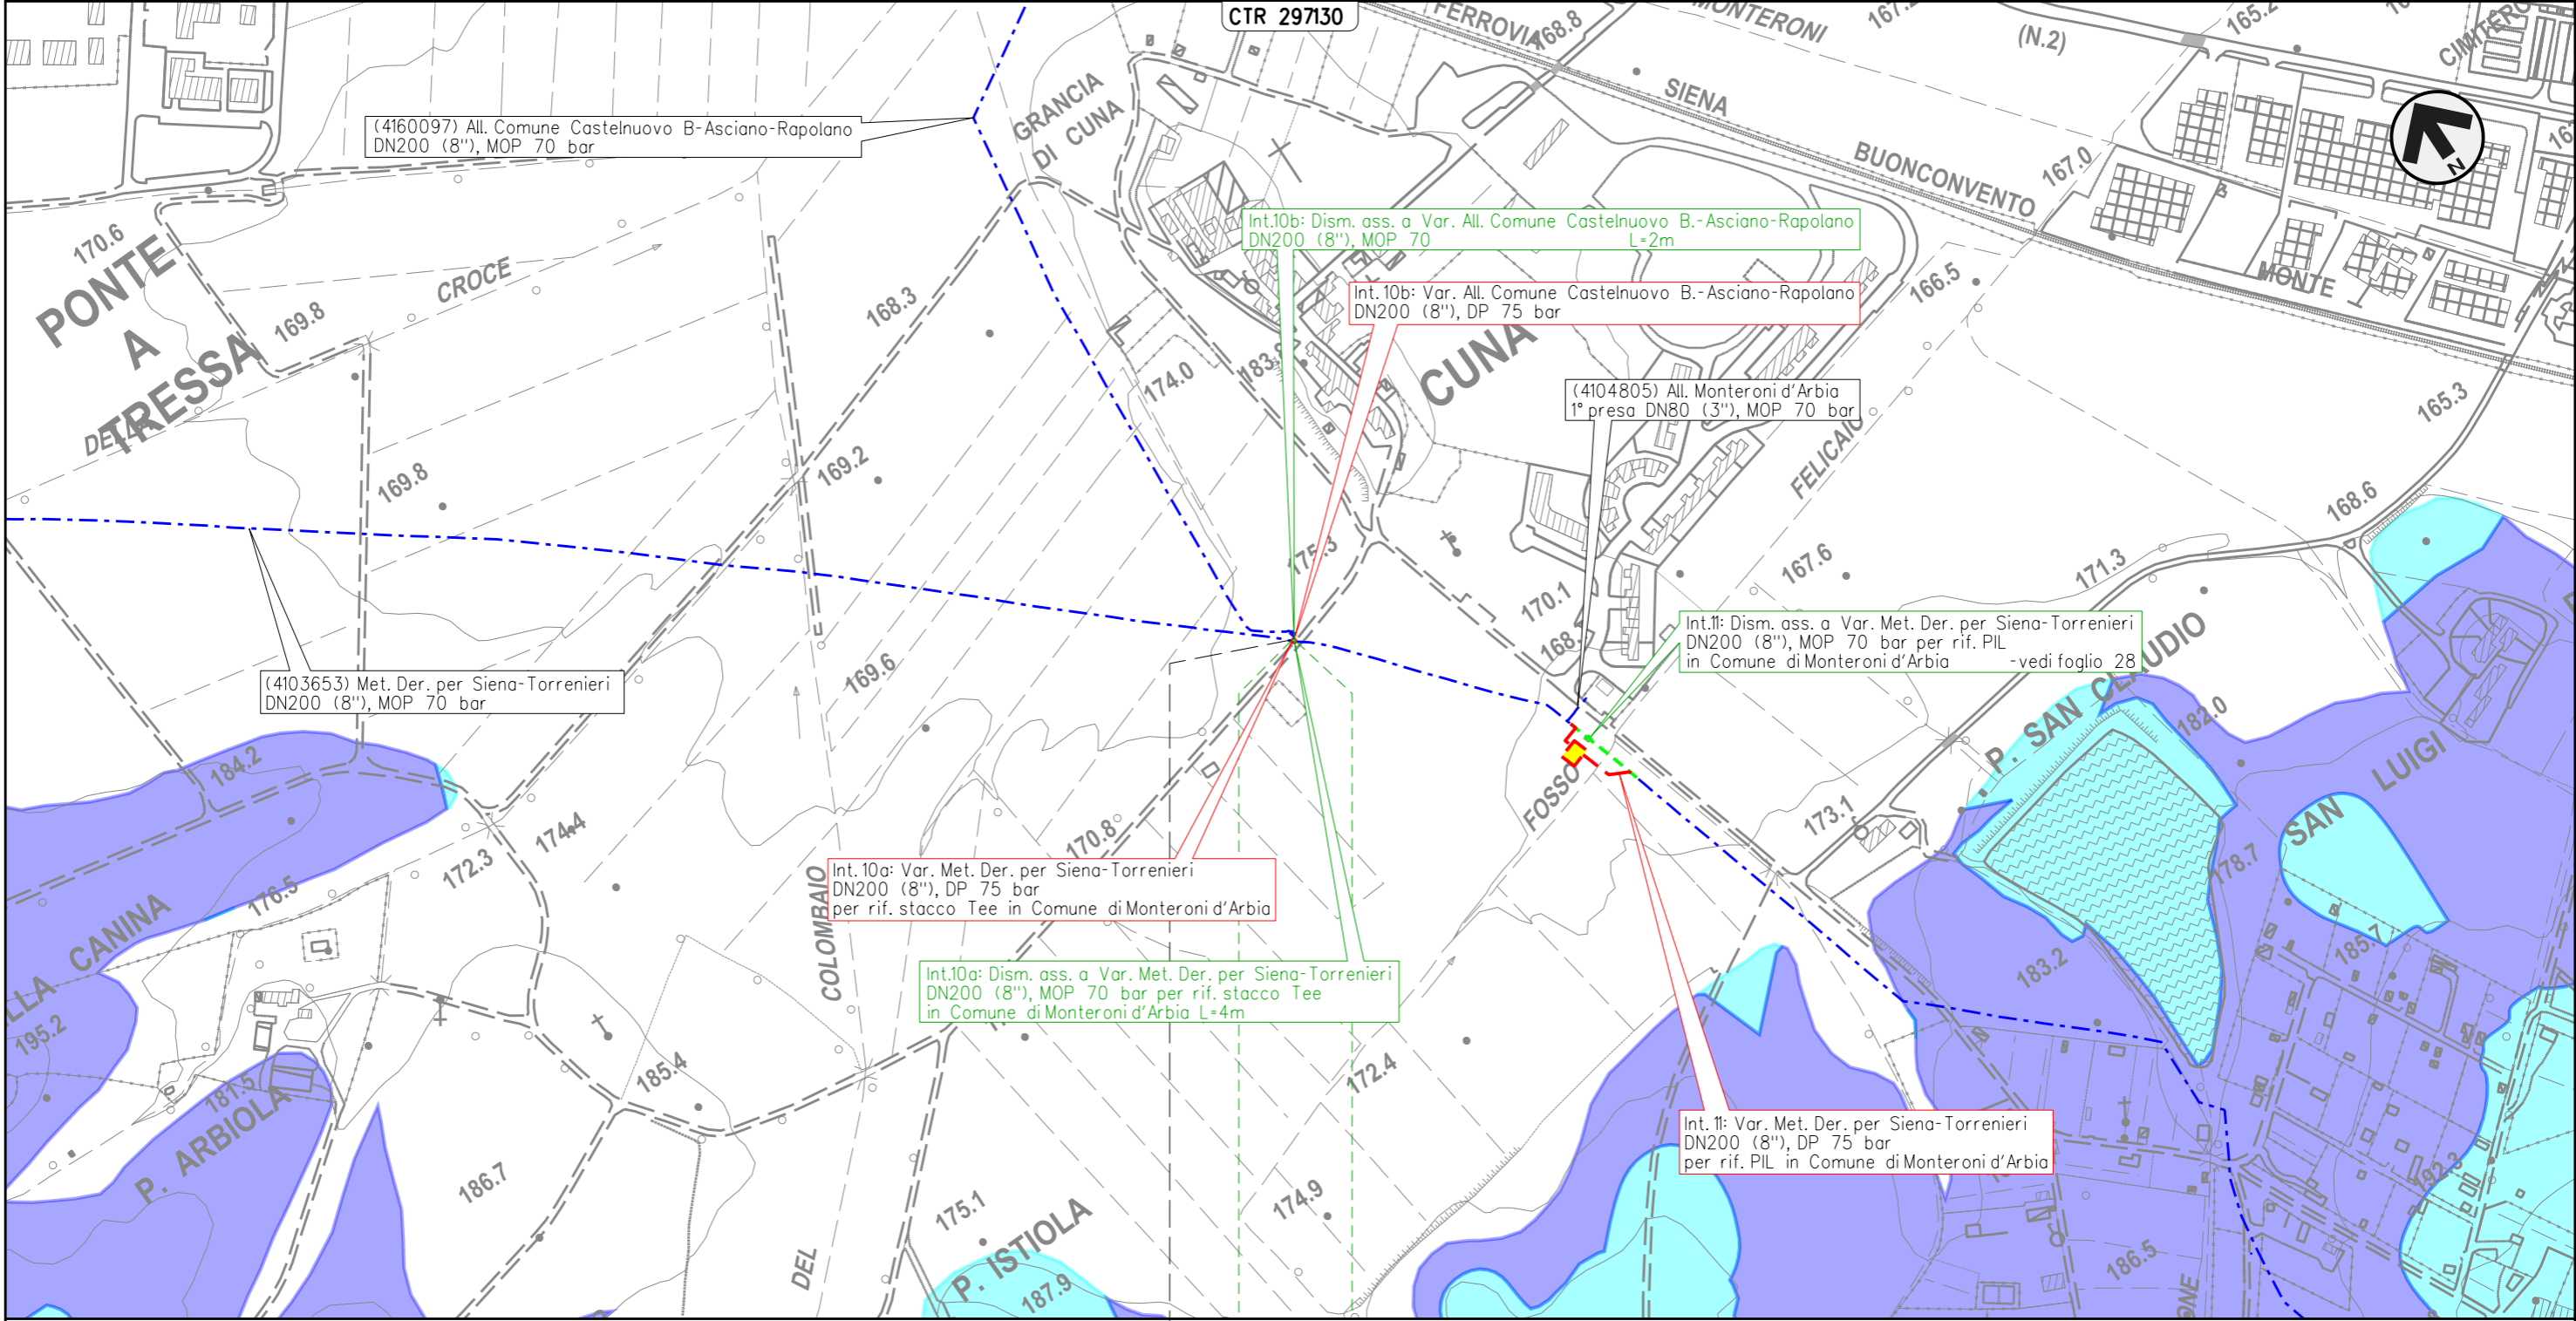 CTR 297130
FERROVIA
168.8
MONTERONI
(N.2)
165.2
CIMITERO
SIENA
BUONCONVENTO
167.0
MONTE
N
GRANCIA
DI CUNA
(4160097) All. Comune Castelnuovo B-Asciano-Rapolano
DN200 (8"), MOP 70 bar
Int.10b: Dism. ass. a Var. All. Comune Castelnuovo B.-Asciano-Rapolano
DN200 (8"), MOP 70 L=2m
Int. 10b: Var. All. Comune Castelnuovo B.-Asciano-Rapolano
DN200 (8"), DP 75 bar
170.6
PONTE
A
TRESSA
CROCE
169.8
168.3
166.5
174.0
CUNA
(4104805) All. Monteroni d'Arbia
1° presa DN80 (3"), MOP 70 bar
165.3
FELICAIO
169.8
169.2
168.6
175.3
167.6
171.3
170.1
Int.11: Dism. ass. a Var. Met. Der. per Siena-Torrenieri
DN200 (8"), MOP 70 bar per rif. PIL
in Comune di Monteroni d'Arbia -vedi foglio 28
(4103653) Met. Der. per Siena-Torrenieri
DN200 (8"), MOP 70 bar
169.6
P. SAN CLAUDIO
182.0
SAN LUIGI
184.2
FOSSO
173.1
174.4
172.3
170.8
178.7
176.5
Int. 10a: Var. Met. Der. per Siena-Torrenieri
DN200 (8"), DP 75 bar
per rif. stacco Tee in Comune di Monteroni d'Arbia
COLOMBAIO
CANINA
195.2
183.2
185.7
Int.10a: Dism. ass. a Var. Met. Der. per Siena-Torrenieri
DN200 (8"), MOP 70 bar per rif. stacco Tee
in Comune di Monteroni d'Arbia L=4m
185.4
172.4
181.5
P. ARBIOLA
Int. 11: Var. Met. Der. per Siena-Torrenieri
DN200 (8"), DP 75 bar
per rif. PIL in Comune di Monteroni d'Arbia
186.7
175.1
174.9
192.3
P. ISTIOLA
187.9
DEL
186.5